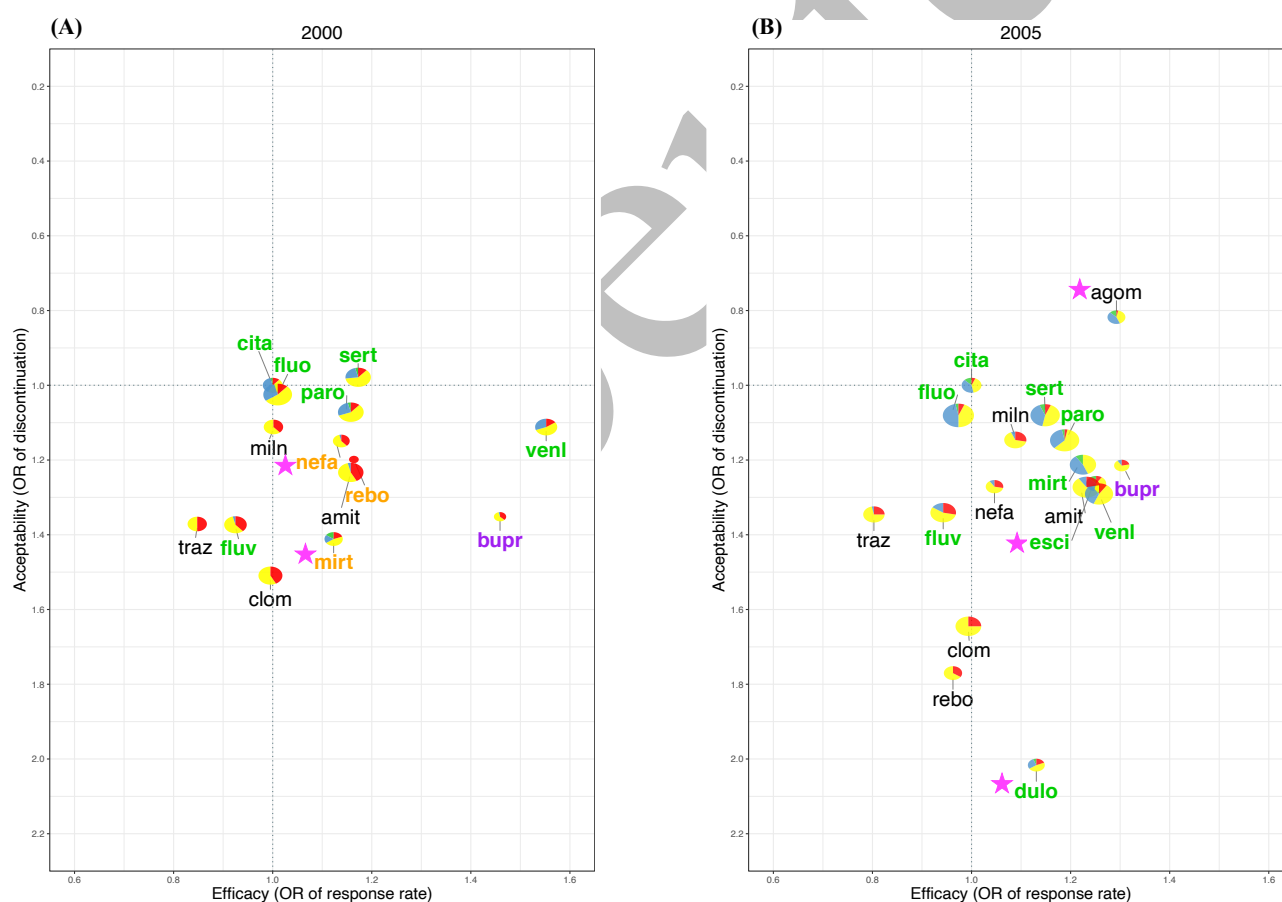 (A)
2000
0.2
0.4
0.6
0.8
1.0
1.2
1.4
1.6
1.8
2.0
2.2
Acceptability (OR of discontinuation)
cita
fluo
sert
paro
miln
nefa
venl
rebo
amit
traz
fluv
mirt
bupr
clom
0.6 0.8 1.0 1.2 1.4 1.6
Efficacy (OR of response rate)
(B)
2005
0.2
0.4
0.6
0.8
1.0
1.2
1.4
1.6
1.8
2.0
2.2
Acceptability (OR of discontinuation)
agom
cita
fluo
sert
miln
paro
mirt
bupr
nefa
amit
traz
fluv
esci
venl
clom
rebo
dulo
0.6 0.8 1.0 1.2 1.4 1.6
Efficacy (OR of response rate)